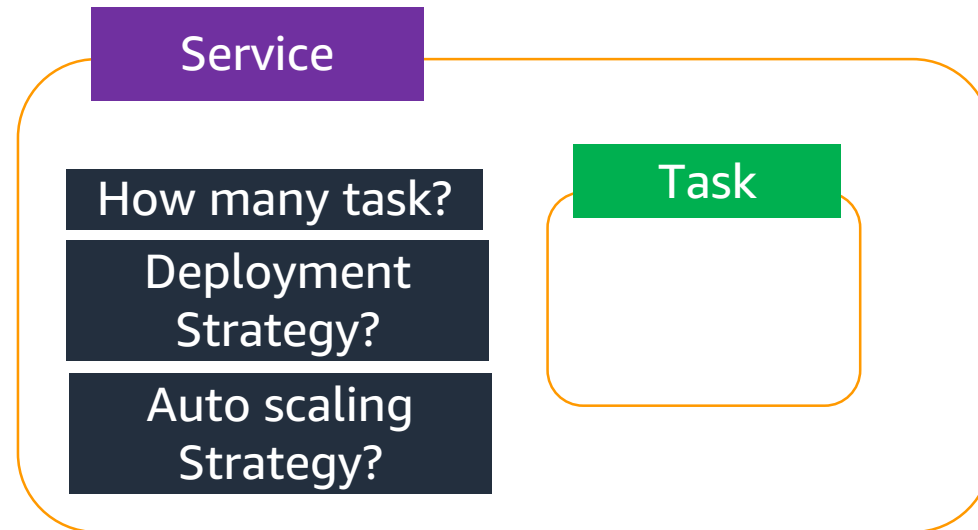 Service
How many task?
Deployment
Strategy?
Auto scaling
Strategy?
Task